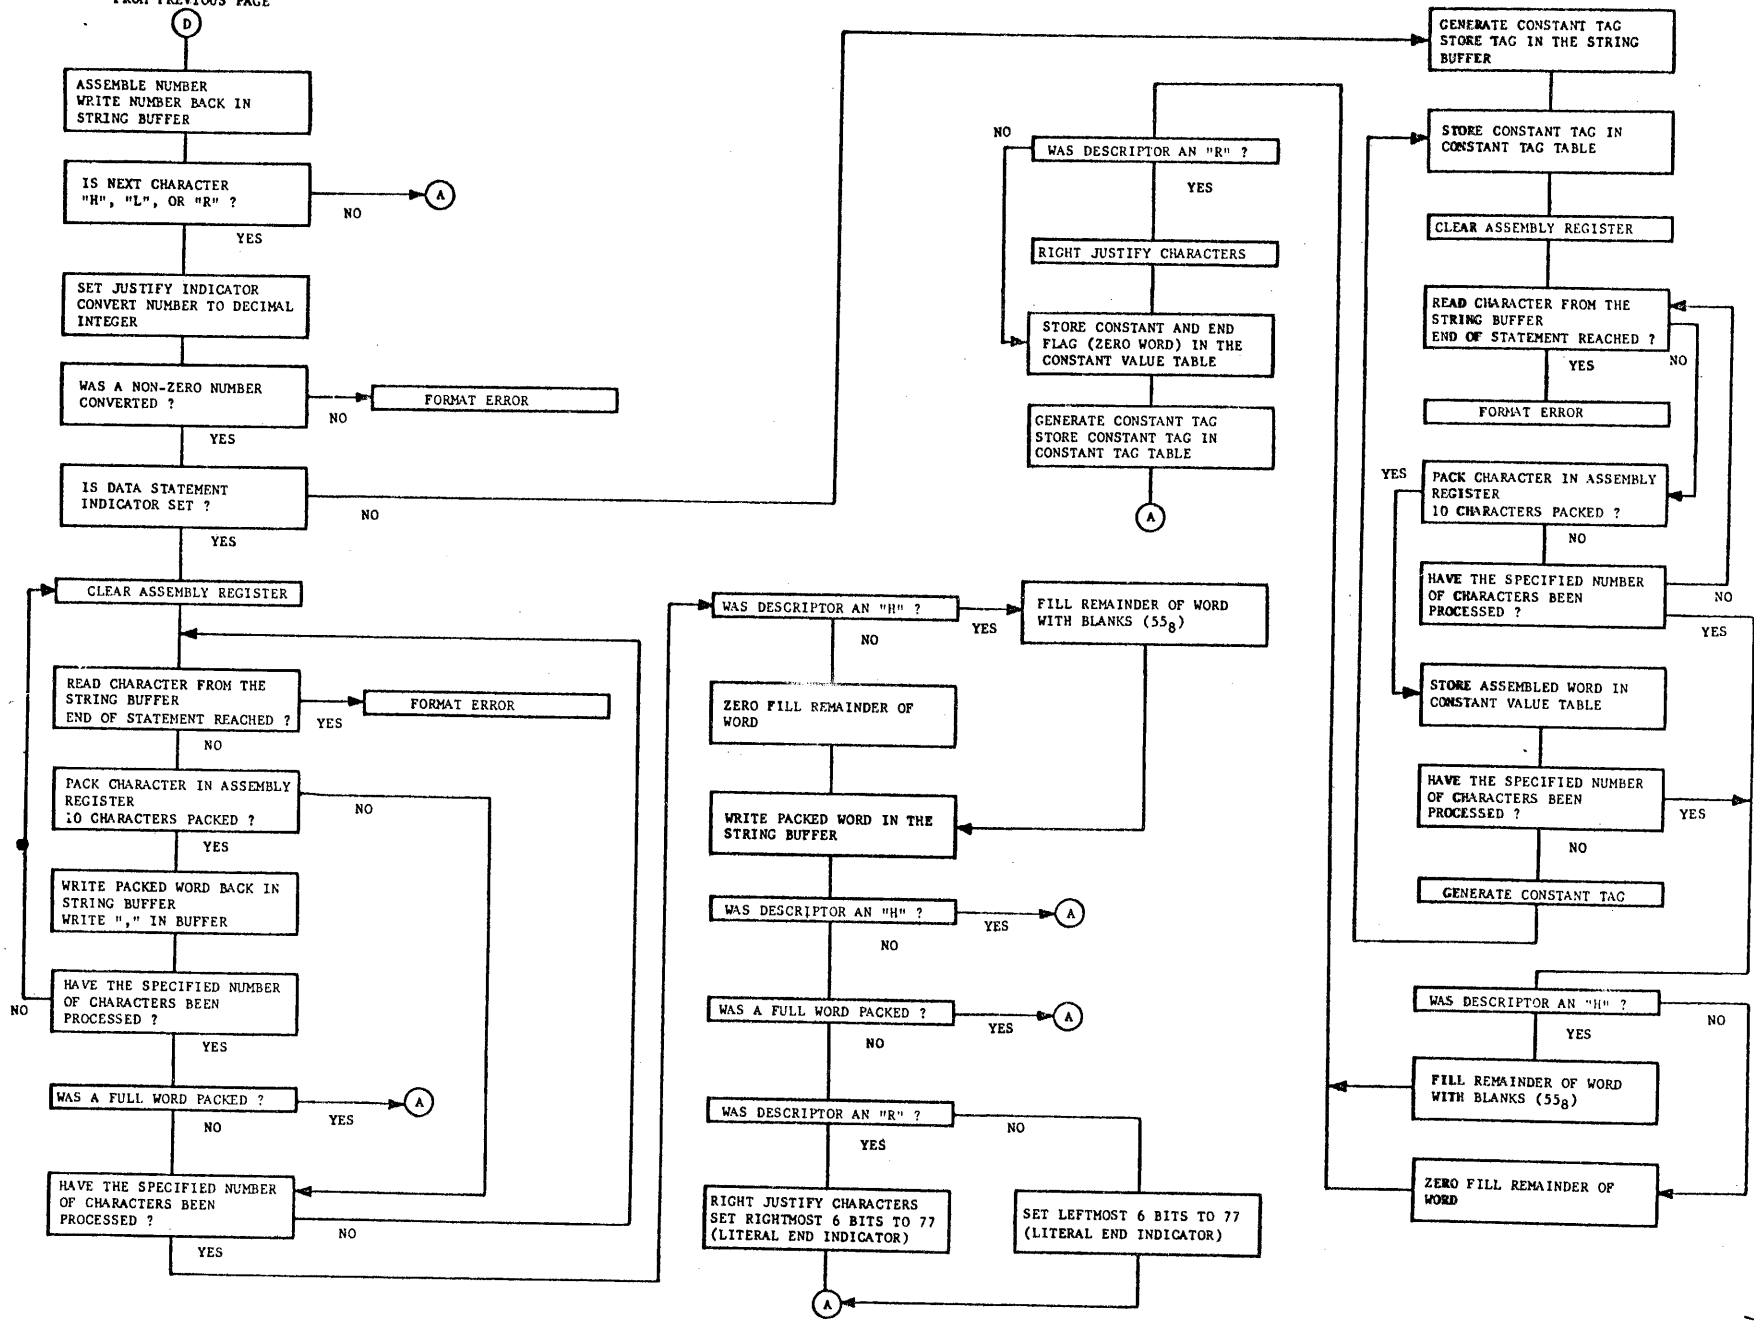 FROM PREVIOUS PAGE
D
ASSEMBLE NUMBER
WRITE NUMBER BACK IN
STRING BUFFER
IS NEXT CHARACTER
"H", "L", OR "R" ?
NO
A
YES
SET JUSTIFY INDICATOR
CONVERT NUMBER TO DECIMAL
INTEGER
WAS A NON-ZERO NUMBER
CONVERTED ?
NO
FORMAT ERROR
YES
IS DATA STATEMENT
INDICATOR SET ?
NO
YES
CLEAR ASSEMBLY REGISTER
READ CHARACTER FROM THE
STRING BUFFER
END OF STATEMENT REACHED ?
YES
FORMAT ERROR
NO
PACK CHARACTER IN ASSEMBLY
REGISTER
10 CHARACTERS PACKED ?
NO
YES
WRITE PACKED WORD BACK IN
STRING BUFFER
WRITE "," IN BUFFER
HAVE THE SPECIFIED NUMBER
OF CHARACTERS BEEN
PROCESSED ?
NO
YES
WAS A FULL WORD PACKED ?
YES
A
NO
HAVE THE SPECIFIED NUMBER
OF CHARACTERS BEEN
PROCESSED ?
NO
YES
WAS DESCRIPTOR AN "H" ?
YES
FILL REMAINDER OF WORD
WITH BLANKS (55₈)
NO
ZERO FILL REMAINDER OF
WORD
WRITE PACKED WORD IN THE
STRING BUFFER
WAS DESCRIPTOR AN "H" ?
YES
A
NO
WAS A FULL WORD PACKED ?
YES
A
NO
WAS DESCRIPTOR AN "R" ?
NO
YES
RIGHT JUSTIFY CHARACTERS
SET RIGHTMOST 6 BITS TO 77
(LITERAL END INDICATOR)
SET LEFTMOST 6 BITS TO 77
(LITERAL END INDICATOR)
A
NO
WAS DESCRIPTOR AN "R" ?
YES
RIGHT JUSTIFY CHARACTERS
STORE CONSTANT AND END
FLAG (ZERO WORD) IN THE
CONSTANT VALUE TABLE
GENERATE CONSTANT TAG
STORE CONSTANT TAG IN
CONSTANT TAG TABLE
A
GENERATE CONSTANT TAG
STORE TAG IN THE STRING
BUFFER
STORE CONSTANT TAG IN
CONSTANT TAG TABLE
CLEAR ASSEMBLY REGISTER
READ CHARACTER FROM THE
STRING BUFFER
END OF STATEMENT REACHED ?
NO
YES
FORMAT ERROR
YES
PACK CHARACTER IN ASSEMBLY
REGISTER
10 CHARACTERS PACKED ?
NO
HAVE THE SPECIFIED NUMBER
OF CHARACTERS BEEN
PROCESSED ?
NO
YES
STORE ASSEMBLED WORD IN
CONSTANT VALUE TABLE
HAVE THE SPECIFIED NUMBER
OF CHARACTERS BEEN
PROCESSED ?
YES
NO
GENERATE CONSTANT TAG
WAS DESCRIPTOR AN "H" ?
NO
YES
FILL REMAINDER OF WORD
WITH BLANKS (55₈)
ZERO FILL REMAINDER OF
WORD